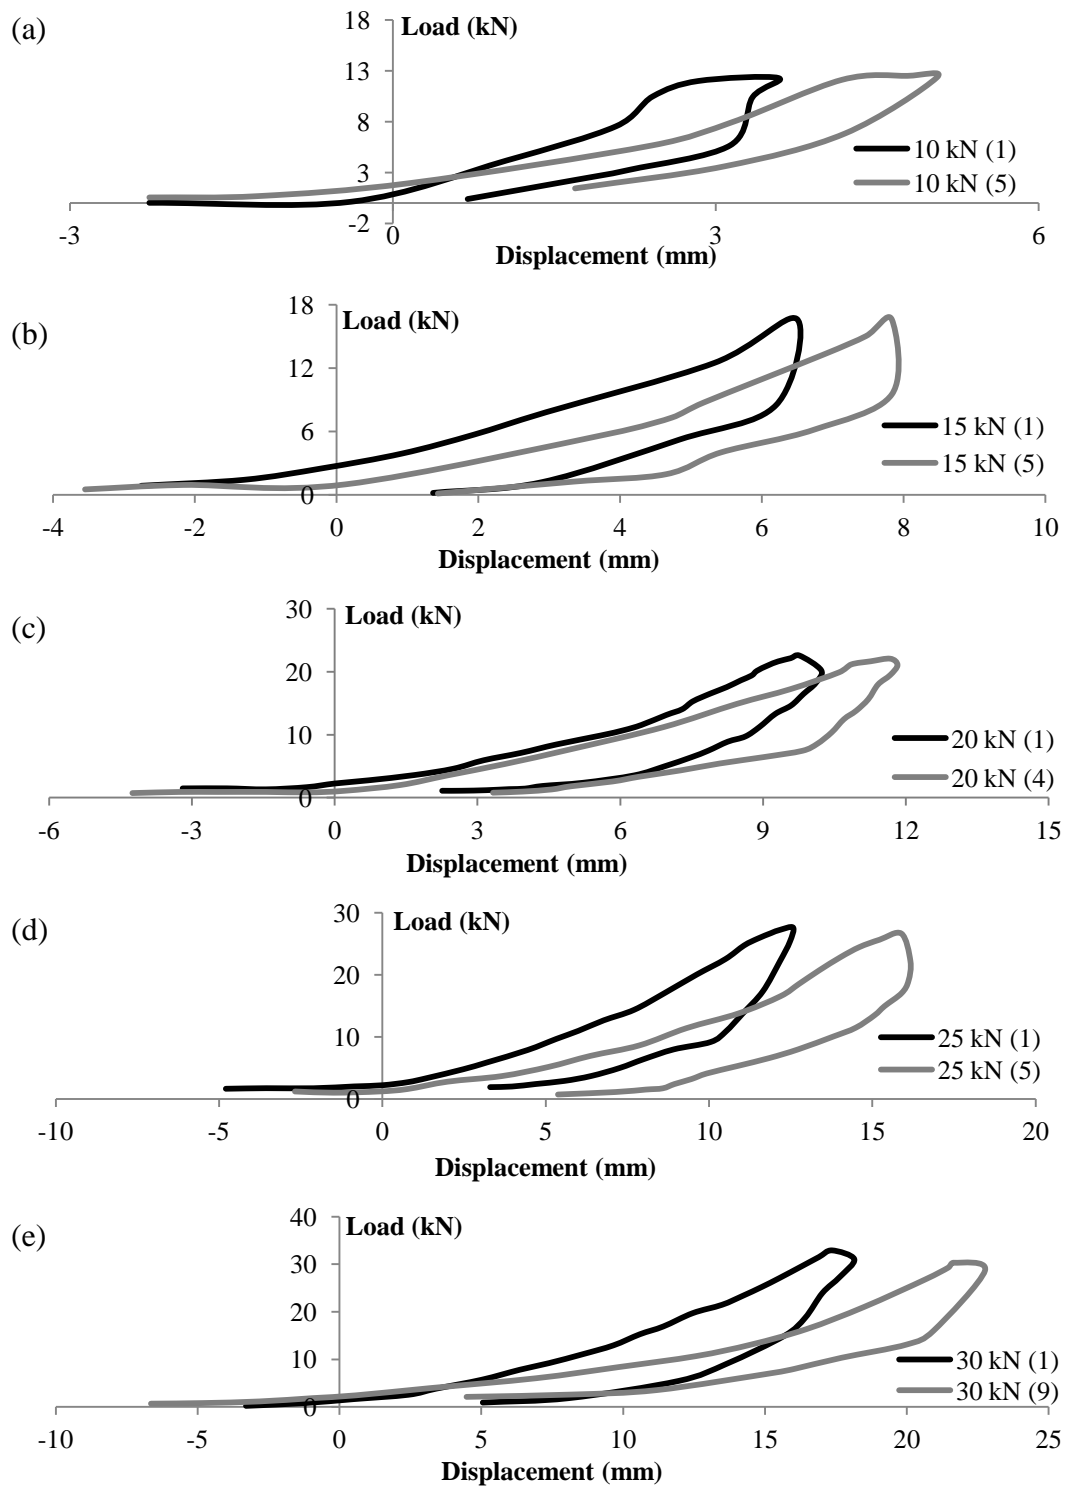 (a)
Load (kN)
18
13
8
3
-2
-3
0
3
6
10 kN (1)
10 kN (5)
Displacement (mm)
(b)
Load (kN)
18
12
6
0
-4
-2
0
2
4
6
8
10
15 kN (1)
15 kN (5)
Displacement (mm)
(c)
Load (kN)
30
20
10
0
-6
-3
0
3
6
9
12
15
20 kN (1)
20 kN (4)
Displacement (mm)
(d)
Load (kN)
30
20
10
0
-10
-5
0
5
10
15
20
25 kN (1)
25 kN (5)
Displacement (mm)
(e)
Load (kN)
40
30
20
10
0
-10
-5
0
5
10
15
20
25
30 kN (1)
30 kN (9)
Displacement (mm)